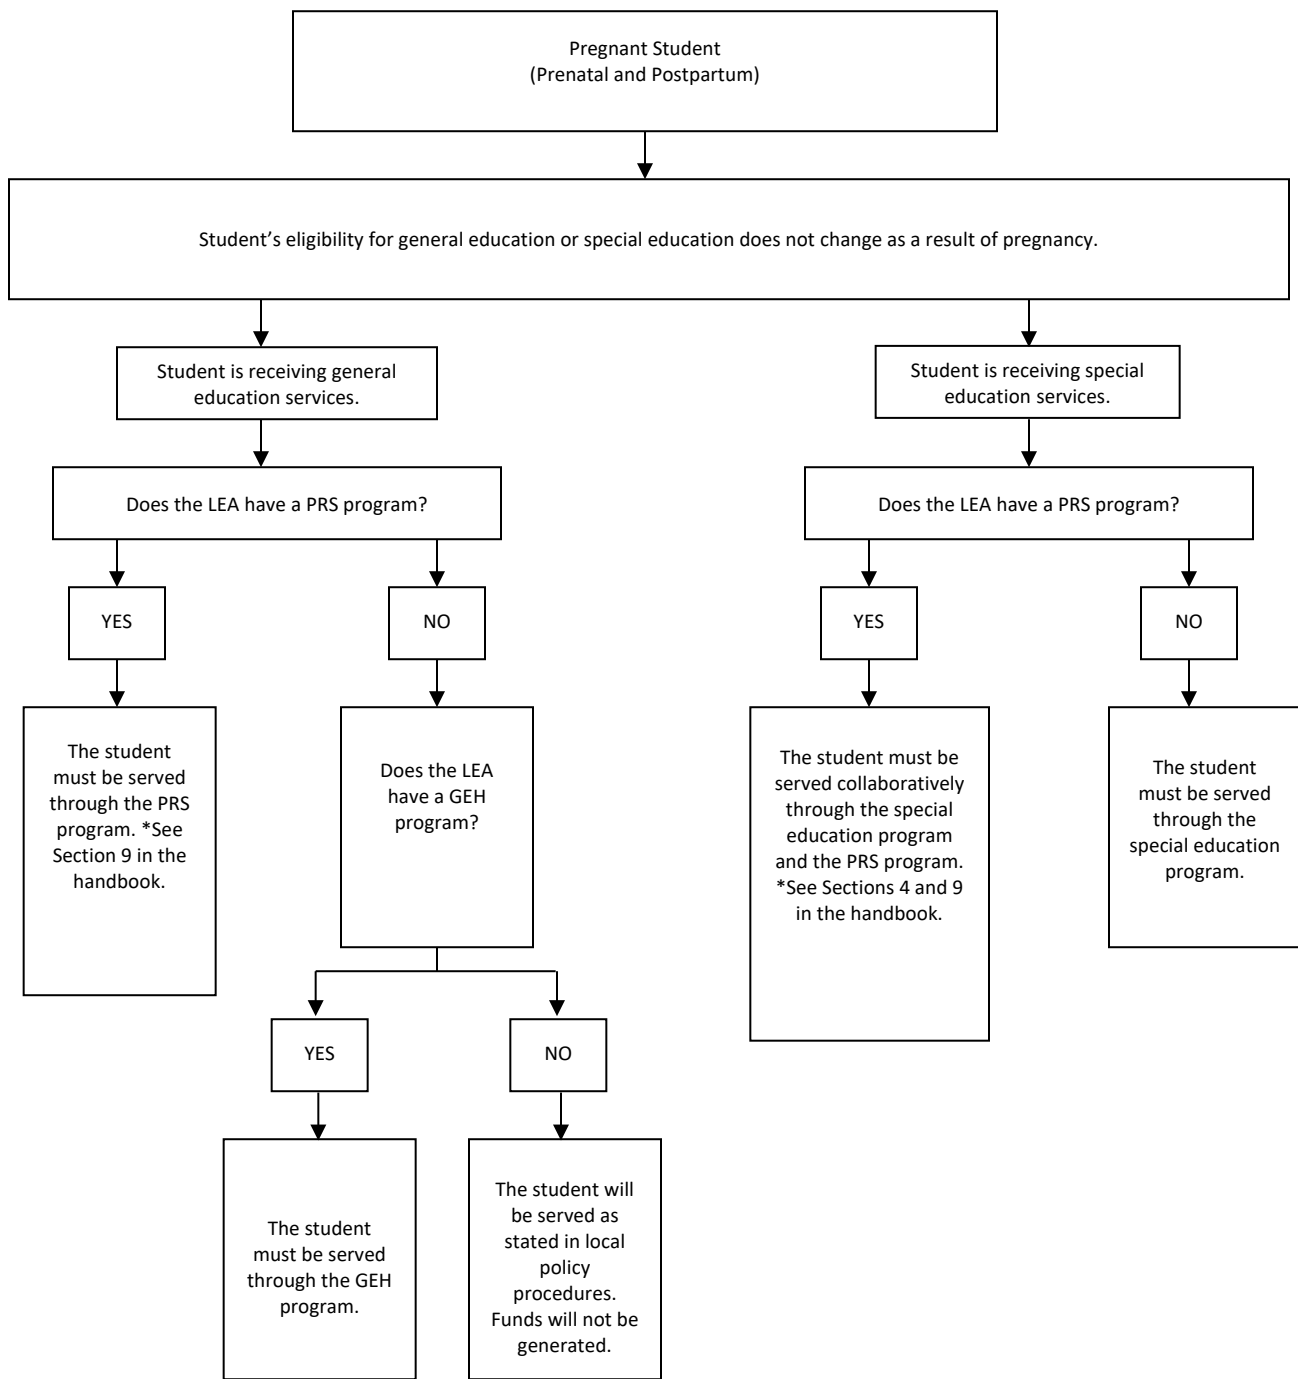 Pregnant Student
(Prenatal and Postpartum)
Student’s eligibility for general education or special education does not change as a result of pregnancy.
Student is receiving general
education services.
Student is receiving special
education services.
Does the LEA have a PRS program?
Does the LEA have a PRS program?
YES
NO
YES
NO
The student
must be served
through the PRS
program. *See
Section 9 in the
handbook.
Does the LEA
have a GEH
program?
The student must be
served collaboratively
through the special
education program
and the PRS program.
*See Sections 4 and 9
in the handbook.
The student
must be served
through the
special education
program.
YES
NO
The student
must be served
through the GEH
program.
The student will
be served as
stated in local
policy
procedures.
Funds will not be
generated.